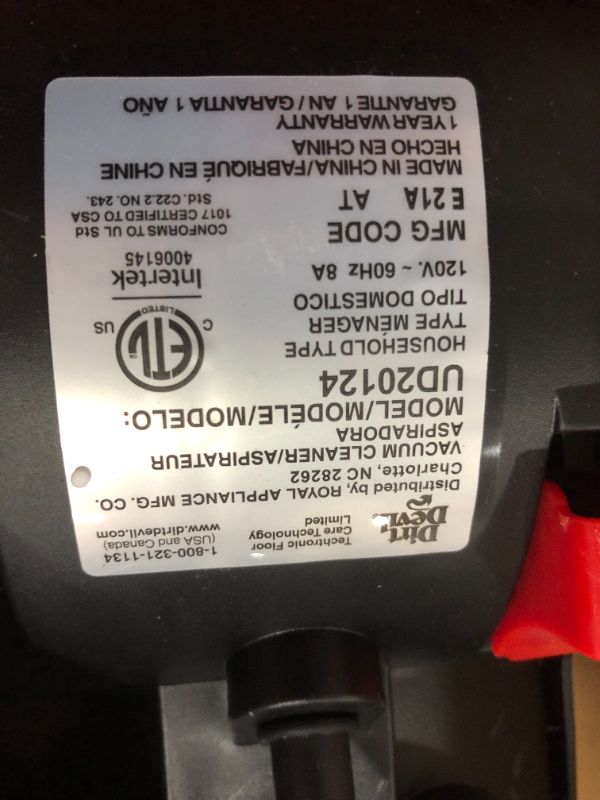 Dirt
Devil
Techtronic Floor
Care Technology
Limited
1-800-321-1134
(USA and Canada)
www.dirtdevil.com
Distributed by, ROYAL APPLIANCE MFG. CO.
Charlotte, NC 28262
VACUUM CLEANER/ASPIRATEUR
ASPIRADORA
MODEL/MODÉLE/MODELO:
UD20124
HOUSEHOLD TYPE
TYPE MÉNAGER
TIPO DOMESTICO
120V. ~ 60Hz 8A
C
ETL
LISTED
US
Intertek
4006145
MFG CODE
E 21A AT
CONFORMS TO UL Std
1017 CERTIFIED TO CSA
Std. C22.2 NO. 243.
MADE IN CHINA/FABRIQUÉ EN CHINE
HECHO EN CHINA
1 YEAR WARRANTY
GARANTIE 1 AN / GARANTIA 1 AÑO